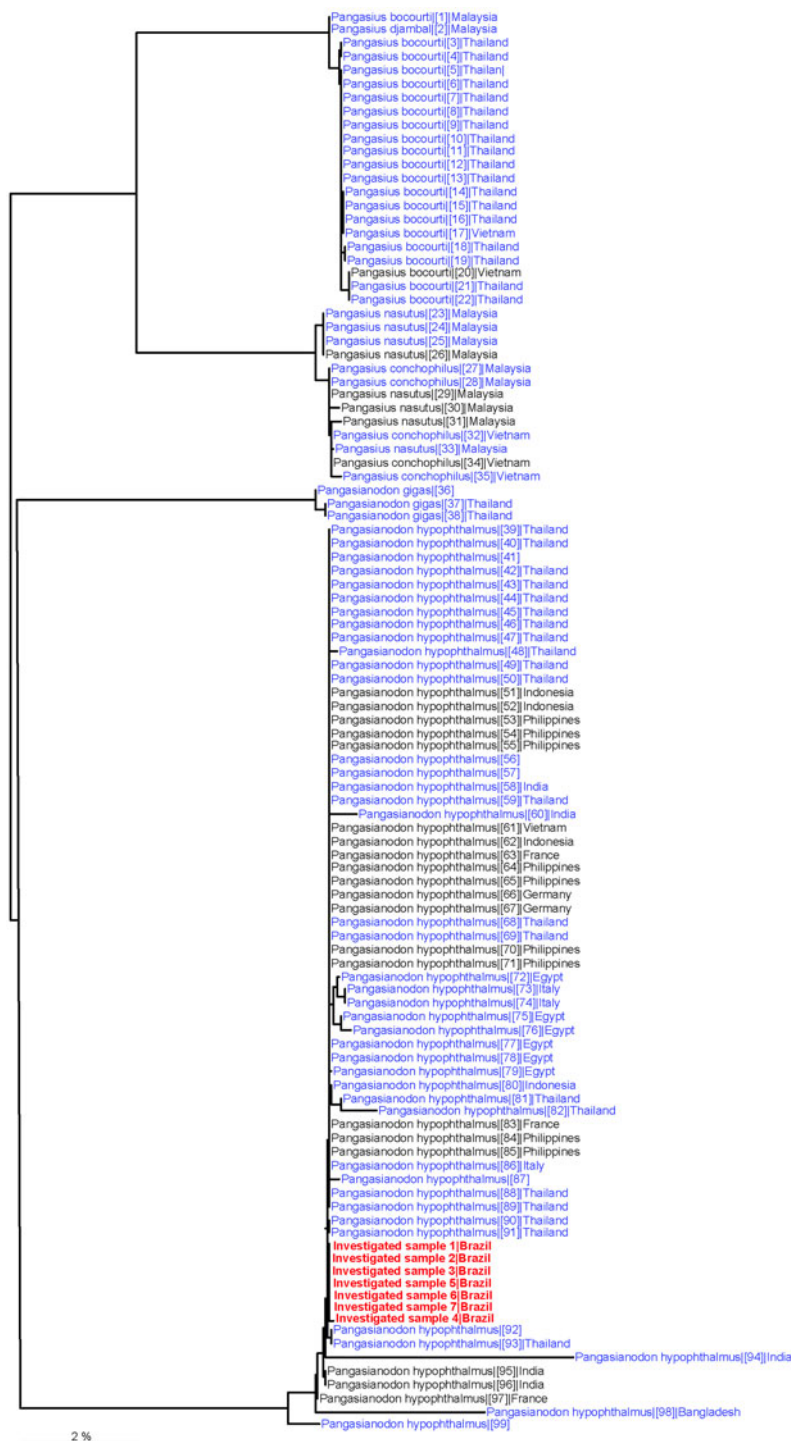 Pangasius bocourti|[1]|Malaysia
Pangasius djambal|[2]|Malaysia
Pangasius bocourti|[3]|Thailand
Pangasius bocourti|[4]|Thailand
Pangasius bocourti|[5]|Thailan|
Pangasius bocourti|[6]|Thailand
Pangasius bocourti|[7]|Thailand
Pangasius bocourti|[8]|Thailand
Pangasius bocourti|[9]|Thailand
Pangasius bocourti|[10]|Thailand
Pangasius bocourti|[11]|Thailand
Pangasius bocourti|[12]|Thailand
Pangasius bocourti|[13]|Thailand
Pangasius bocourti|[14]|Thailand
Pangasius bocourti|[15]|Thailand
Pangasius bocourti|[16]|Thailand
Pangasius bocourti|[17]|Vietnam
Pangasius bocourti|[18]|Thailand
Pangasius bocourti|[19]|Thailand
Pangasius bocourti|[20]|Vietnam
Pangasius bocourti|[21]|Thailand
Pangasius bocourti|[22]|Thailand
Pangasius nasutus|[23]|Malaysia
Pangasius nasutus|[24]|Malaysia
Pangasius nasutus|[25]|Malaysia
Pangasius nasutus|[26]|Malaysia
Pangasius conchophilus|[27]|Malaysia
Pangasius conchophilus|[28]|Malaysia
Pangasius nasutus|[29]|Malaysia
Pangasius nasutus|[30]|Malaysia
Pangasius nasutus|[31]|Malaysia
Pangasius conchophilus|[32]|Vietnam
Pangasius nasutus|[33]|Malaysia
Pangasius conchophilus|[34]|Vietnam
Pangasius conchophilus|[35]|Vietnam
Pangasianodon gigas|[36]
Pangasianodon gigas|[37]|Thailand
Pangasianodon gigas|[38]|Thailand
Pangasianodon hypophthalmus|[39]|Thailand
Pangasianodon hypophthalmus|[40]|Thailand
Pangasianodon hypophthalmus|[41]
Pangasianodon hypophthalmus|[42]|Thailand
Pangasianodon hypophthalmus|[43]|Thailand
Pangasianodon hypophthalmus|[44]|Thailand
Pangasianodon hypophthalmus|[45]|Thailand
Pangasianodon hypophthalmus|[46]|Thailand
Pangasianodon hypophthalmus|[47]|Thailand
Pangasianodon hypophthalmus|[48]|Thailand
Pangasianodon hypophthalmus|[49]|Thailand
Pangasianodon hypophthalmus|[50]|Thailand
Pangasianodon hypophthalmus|[51]|Indonesia
Pangasianodon hypophthalmus|[52]|Indonesia
Pangasianodon hypophthalmus|[53]|Philippines
Pangasianodon hypophthalmus|[54]|Philippines
Pangasianodon hypophthalmus|[55]|Philippines
Pangasianodon hypophthalmus|[56]
Pangasianodon hypophthalmus|[57]
Pangasianodon hypophthalmus|[58]|India
Pangasianodon hypophthalmus|[59]|Thailand
Pangasianodon hypophthalmus|[60]|India
Pangasianodon hypophthalmus|[61]|Vietnam
Pangasianodon hypophthalmus|[62]|Indonesia
Pangasianodon hypophthalmus|[63]|France
Pangasianodon hypophthalmus|[64]|Philippines
Pangasianodon hypophthalmus|[65]|Philippines
Pangasianodon hypophthalmus|[66]|Germany
Pangasianodon hypophthalmus|[67]|Germany
Pangasianodon hypophthalmus|[68]|Thailand
Pangasianodon hypophthalmus|[69]|Thailand
Pangasianodon hypophthalmus|[70]|Philippines
Pangasianodon hypophthalmus|[71]|Philippines
Pangasianodon hypophthalmus|[72]|Egypt
Pangasianodon hypophthalmus|[73]|Italy
Pangasianodon hypophthalmus|[74]|Italy
Pangasianodon hypophthalmus|[75]|Egypt
Pangasianodon hypophthalmus|[76]|Egypt
Pangasianodon hypophthalmus|[77]|Egypt
Pangasianodon hypophthalmus|[78]|Egypt
Pangasianodon hypophthalmus|[79]|Egypt
Pangasianodon hypophthalmus|[80]|Indonesia
Pangasianodon hypophthalmus|[81]|Thailand
Pangasianodon hypophthalmus|[82]|Thailand
Pangasianodon hypophthalmus|[83]|France
Pangasianodon hypophthalmus|[84]|Philippines
Pangasianodon hypophthalmus|[85]|Philippines
Pangasianodon hypophthalmus|[86]|Italy
Pangasianodon hypophthalmus|[87]
Pangasianodon hypophthalmus|[88]|Thailand
Pangasianodon hypophthalmus|[89]|Thailand
Pangasianodon hypophthalmus|[90]|Thailand
Pangasianodon hypophthalmus|[91]|Thailand
Investigated sample 1|Brazil
Investigated sample 2|Brazil
Investigated sample 3|Brazil
Investigated sample 5|Brazil
Investigated sample 6|Brazil
Investigated sample 7|Brazil
Investigated sample 4|Brazil
Pangasianodon hypophthalmus|[92]
Pangasianodon hypophthalmus|[93]|Thailand
Pangasianodon hypophthalmus|[94]|India
Pangasianodon hypophthalmus|[95]|India
Pangasianodon hypophthalmus|[96]|India
Pangasianodon hypophthalmus|[97]|France
Pangasianodon hypophthalmus|[98]|Bangladesh
Pangasianodon hypophthalmus|[99]
2 %